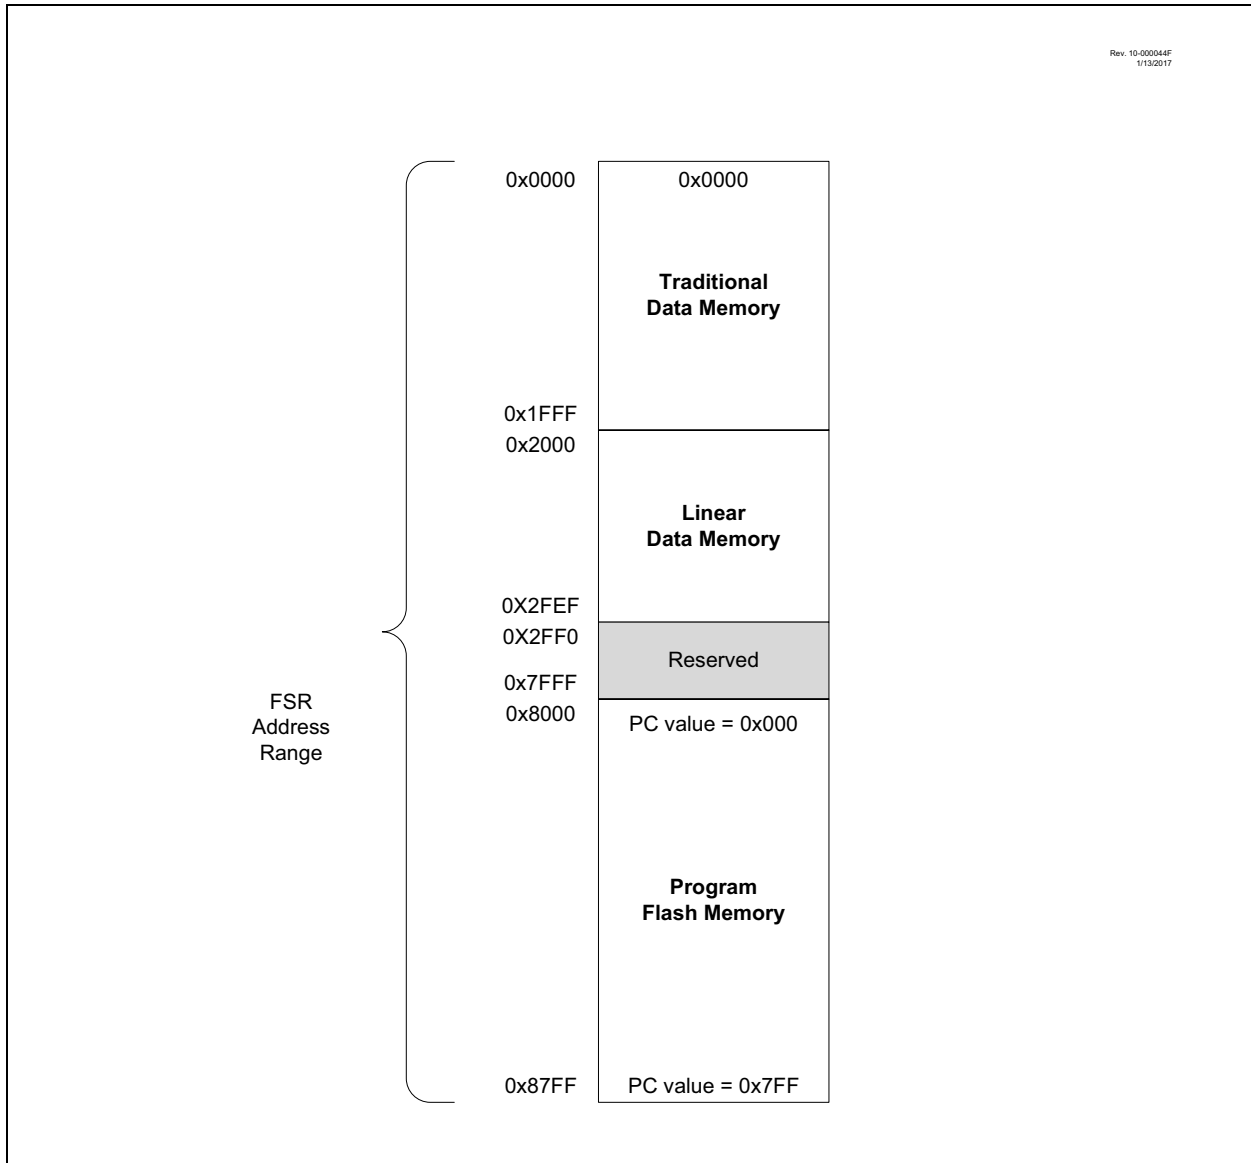 Rev. 10-000044F
1/13/2017
0x0000 0x0000
Traditional
Data Memory
0x1FFF
0x2000
Linear
Data Memory
0X2FEF
0X2FF0
Reserved
0x7FFF
FSR
Address
Range
0x8000 PC value = 0x000
Program
Flash Memory
0x87FF PC value = 0x7FF